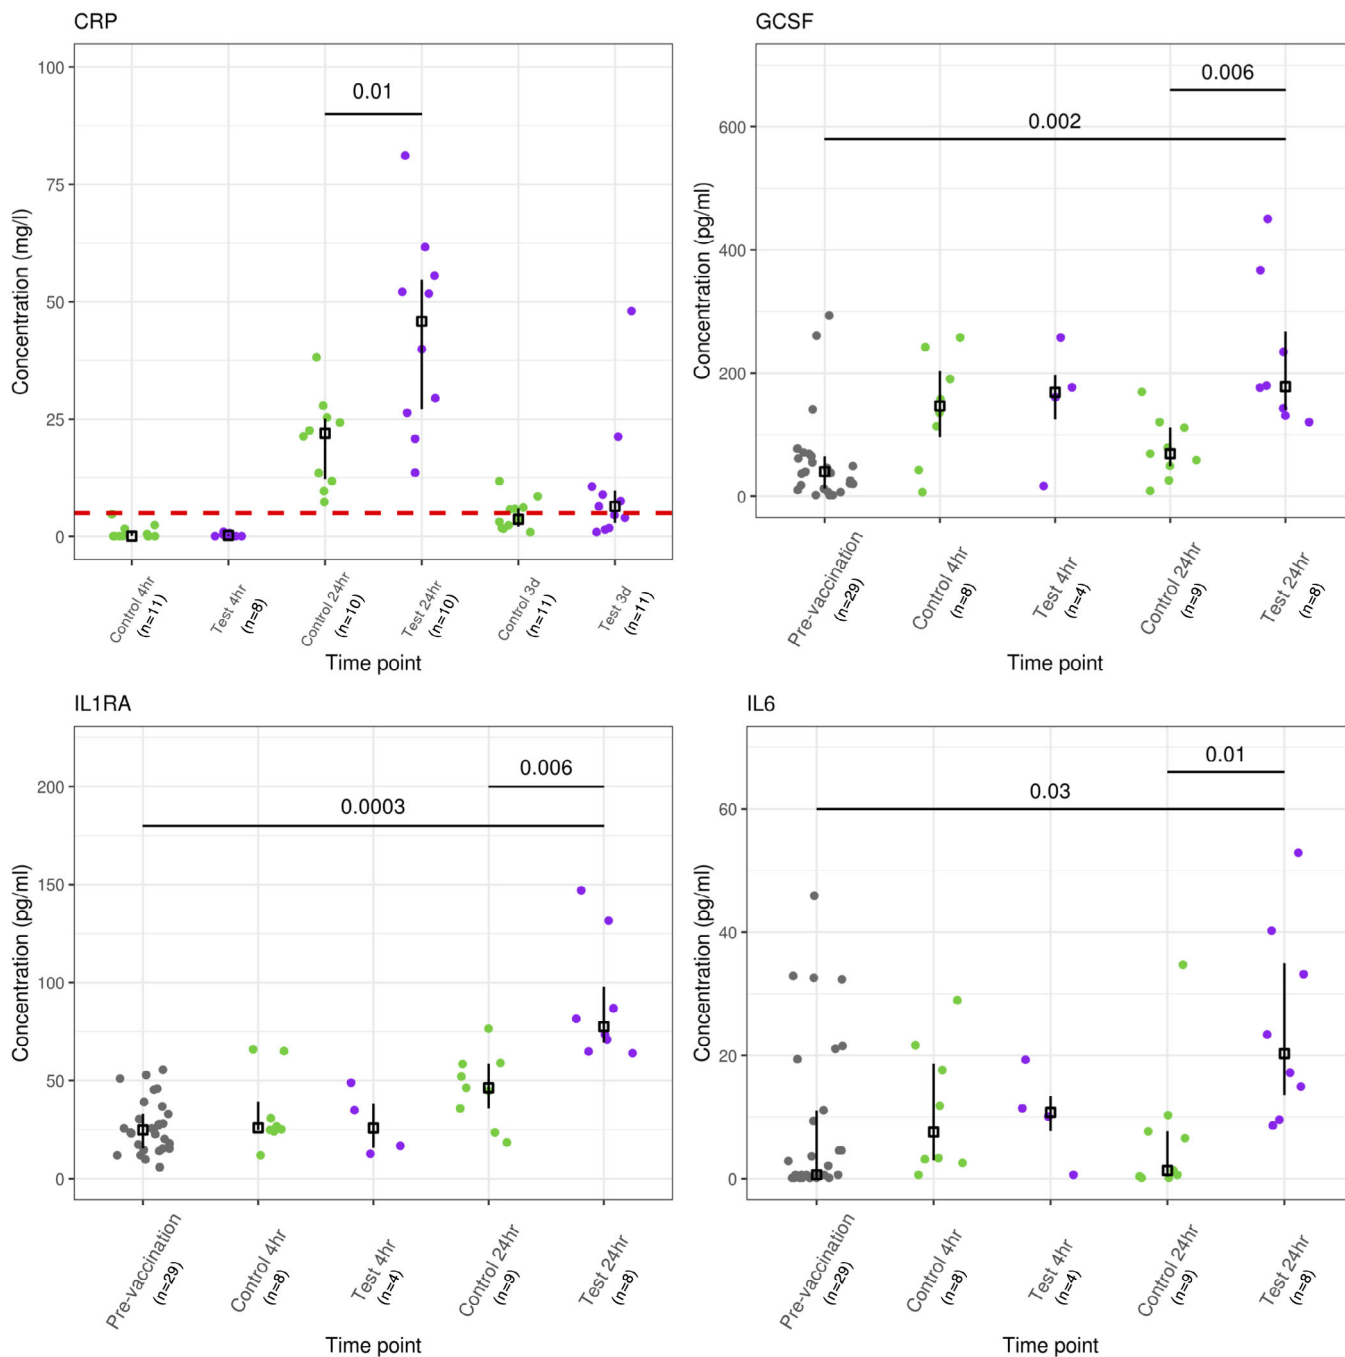 CRP
100
75
50
25
0
Concentration (mg/l)
0.01
Control 4hr
(n=11)
Test 4hr
(n=8)
Control 24hr
(n=10)
Test 24hr
(n=10)
Control 3d
(n=11)
Test 3d
(n=11)
Time point
GCSF
600
400
200
0
Concentration (pg/ml)
0.006
0.002
Pre-vaccination
(n=29)
Control 4hr
(n=8)
Test 4hr
(n=4)
Control 24hr
(n=9)
Test 24hr
(n=8)
Time point
IL1RA
200
150
100
50
0
Concentration (pg/ml)
0.006
0.0003
Pre-vaccination
(n=29)
Control 4hr
(n=8)
Test 4hr
(n=4)
Control 24hr
(n=9)
Test 24hr
(n=8)
Time point
IL6
60
40
20
0
Concentration (pg/ml)
0.01
0.03
Pre-vaccination
(n=29)
Control 4hr
(n=8)
Test 4hr
(n=4)
Control 24hr
(n=9)
Test 24hr
(n=8)
Time point